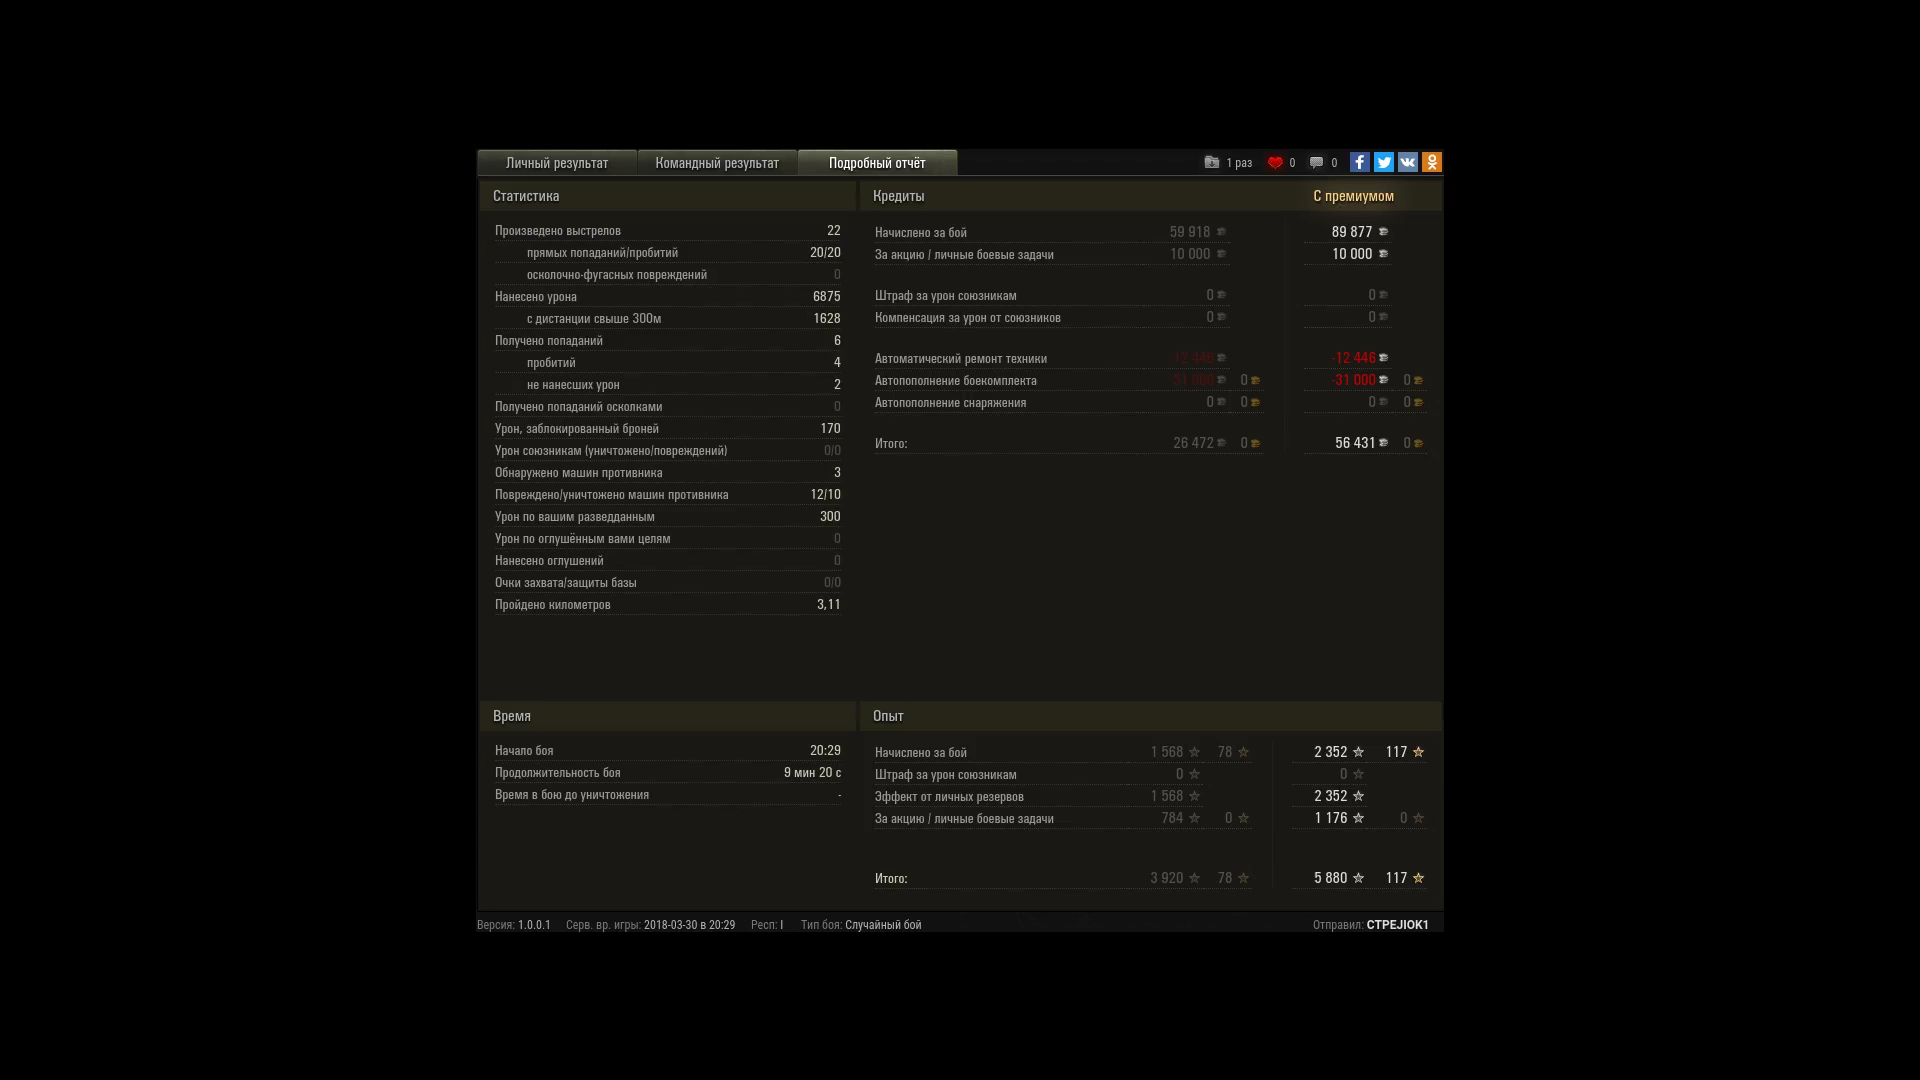 Личный результат Командный результат Подробный отчёт 1 раз 0 0
Статистика
Произведено выстрелов 22
прямых попаданий/пробитий 20/20
осколочно-фугасных повреждений 0
Нанесено урона 6875
с дистанции свыше 300м 1628
Получено попаданий 6
пробитий 4
не нанесших урон 2
Получено попаданий осколками 0
Урон, заблокированный броней 170
Урон союзникам (уничтожено/повреждений) 0/0
Обнаружено машин противника 3
Повреждено/уничтожено машин противника 12/10
Урон по вашим разведданным 300
Урон по оглушённым вами целям 0
Нанесено оглушений 0
Очки захвата/защиты базы 0/0
Пройдено километров 3,11
Кредиты С премиумом
Начислено за бой 59 918 89 877
За акцию / личные боевые задачи 10 000 10 000
Штраф за урон союзникам 0 0
Компенсация за урон от союзников 0 0
Автоматический ремонт техники -12 446 -12 446
Автопополнение боекомплекта -31 000 0 -31 000 0
Автопополнение снаряжения 0 0 0 0
Итого: 26 472 0 56 431 0
Время
Начало боя 20:29
Продолжительность боя 9 мин 20 с
Время в бою до уничтожения -
Опыт
Начислено за бой 1 568 78 2 352 117
Штраф за урон союзникам 0 0
Эффект от личных резервов 1 568 2 352
За акцию / личные боевые задачи 784 0 1 176 0
Итого: 3 920 78 5 880 117
Версия: 1.0.0.1 Серв. вр. игры: 2018-03-30 в 20:29 Респ: I Тип боя: Случайный бой Отправил: CTPEJIOK1